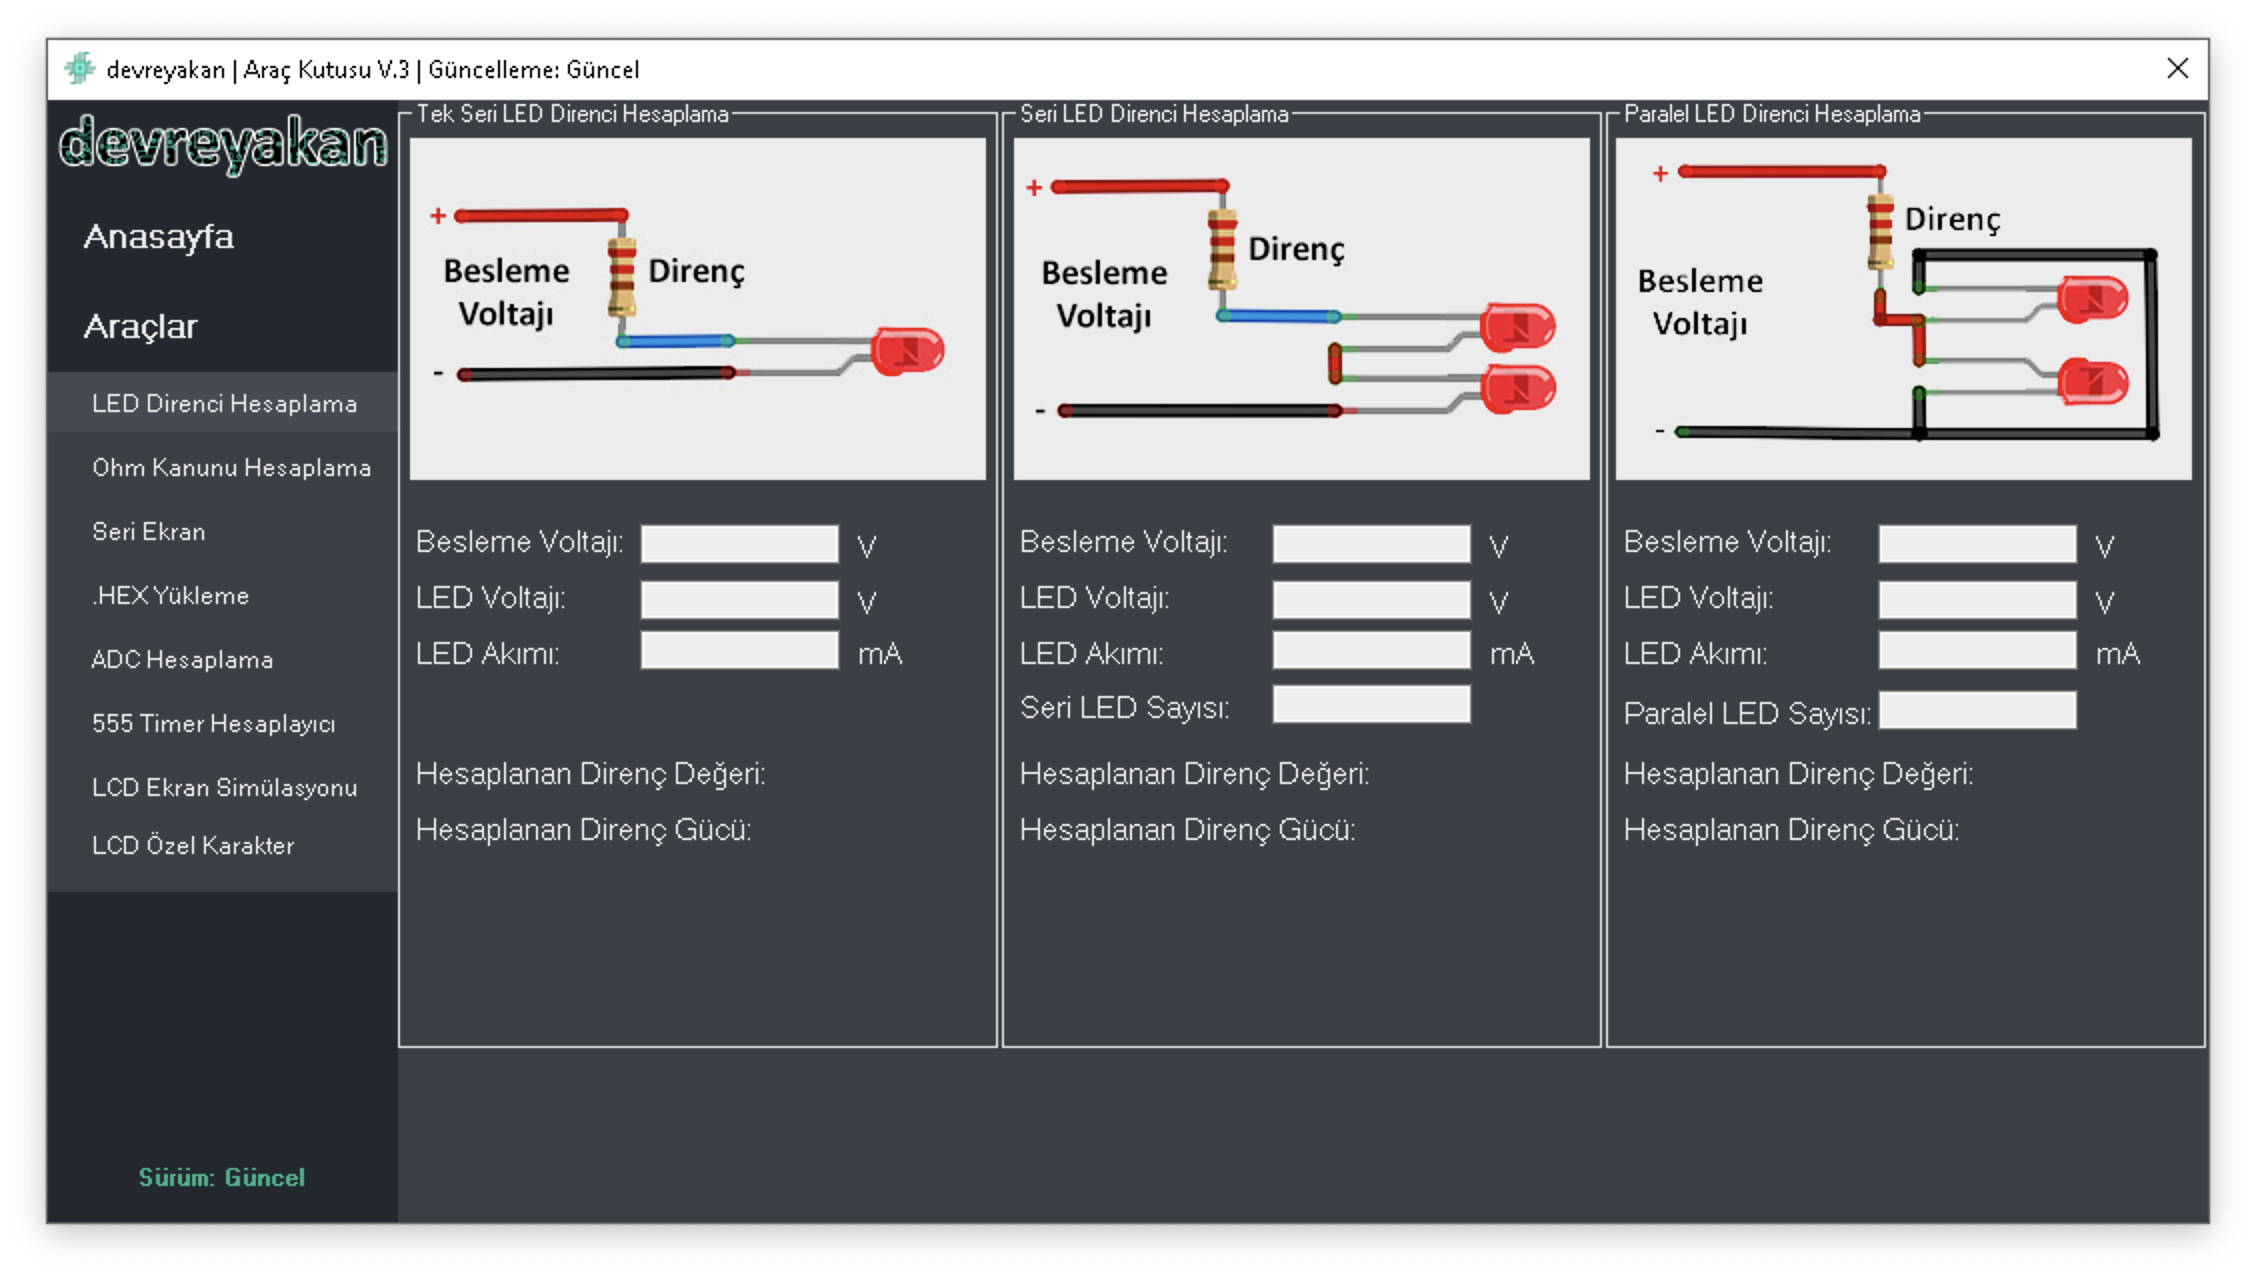 devreyakan | Araç Kutusu V.3 | Güncelleme: Güncel
devreyakan
Anasayfa
Araçlar
LED Direnci Hesaplama
Ohm Kanunu Hesaplama
Seri Ekran
.HEX Yükleme
ADC Hesaplama
555 Timer Hesaplayıcı
LCD Ekran Simülasyonu
LCD Özel Karakter
Sürüm: Güncel
Tek Seri LED Direnci Hesaplama
+
Besleme
Voltajı
Direnç
-
Besleme Voltajı: V
LED Voltajı: V
LED Akımı: mA
Hesaplanan Direnç Değeri:
Hesaplanan Direnç Gücü:
Seri LED Direnci Hesaplama
+
Direnç
Besleme
Voltajı
-
Besleme Voltajı: V
LED Voltajı: V
LED Akımı: mA
Seri LED Sayısı:
Hesaplanan Direnç Değeri:
Hesaplanan Direnç Gücü:
Paralel LED Direnci Hesaplama
+
Direnç
Besleme
Voltajı
-
Besleme Voltajı: V
LED Voltajı: V
LED Akımı: mA
Paralel LED Sayısı:
Hesaplanan Direnç Değeri:
Hesaplanan Direnç Gücü: